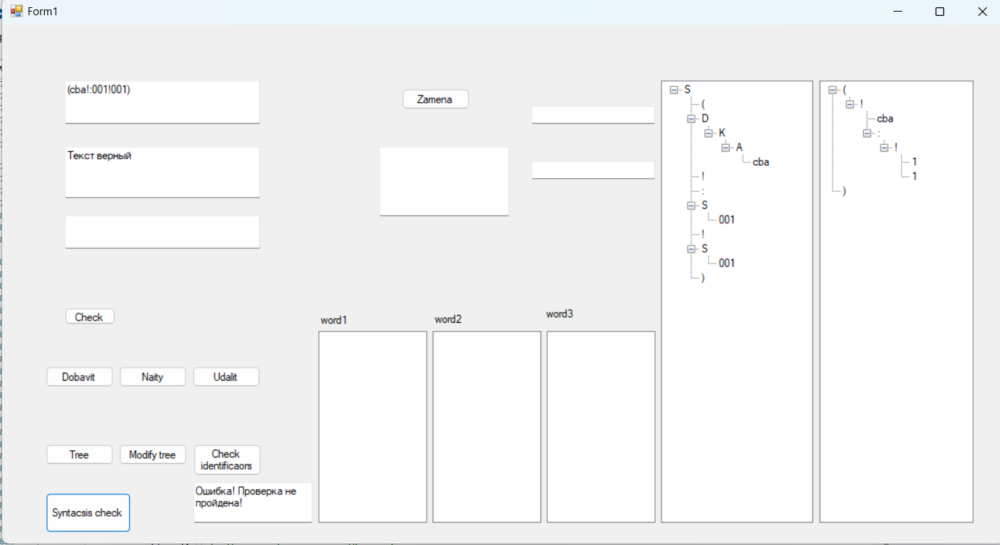 Form1
(cba!:001!001)
Текст верный
Zamena
Check
Dobavit
Naity
Udalit
Tree
Modify tree
Check
identificaors
Syntacsis check
Ошибка! Проверка не
пройдена!
word1
word2
word3
S
(
D
K
A
cba
!
:
S
001
!
S
001
)
(
!
cba
:
!
1
1
)